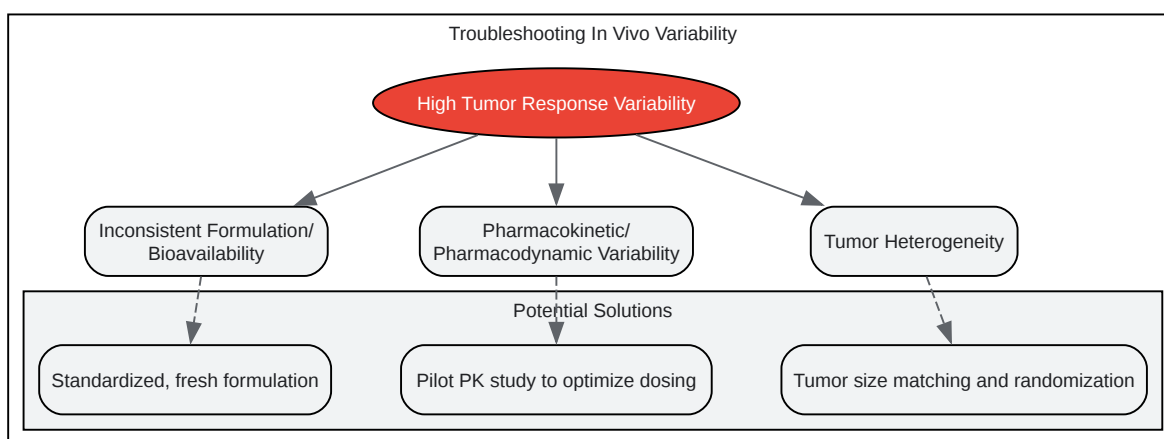 Troubleshooting In Vivo Variability
High Tumor Response Variability
Inconsistent Formulation/
Bioavailability
Pharmacokinetic/
Pharmacodynamic Variability
Tumor Heterogeneity
Potential Solutions
Standardized, fresh formulation
Pilot PK study to optimize dosing
Tumor size matching and randomization